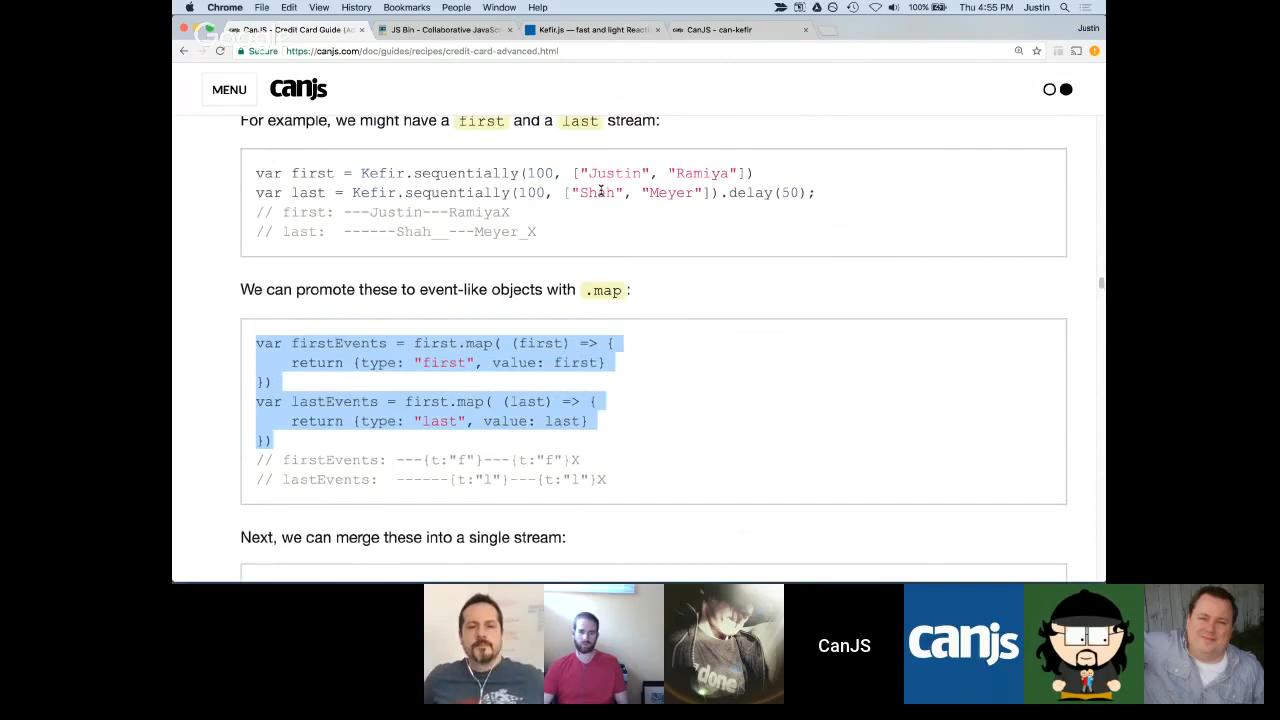 Chrome File Edit View History Bookmarks People Window Help 100% Thu 4:55 PM Justin
CanJS - Credit Card Guide (Ad JS Bin - Collaborative JavaScr Kefir.js — fast and light Reacti CanJS - can-kefir Justin
Secure https://canjs.com/doc/guides/recipes/credit-card-advanced.html
MENU canjs
For example, we might have a first and a last stream:
var first = Kefir.sequentially(100, ["Justin", "Ramiya"])
var last = Kefir.sequentially(100, ["Shah", "Meyer"]).delay(50);
// first: ---Justin---RamiyaX
// last: ------Shah__---Meyer_X
We can promote these to event-like objects with .map:
var firstEvents = first.map( (first) => {
return {type: "first", value: first}
})
var lastEvents = first.map( (last) => {
return {type: "last", value: last}
})
// firstEvents: ---{t:"f"}---{t:"f"}X
// lastEvents: ------{t:"l"}---{t:"l"}X
Next, we can merge these into a single stream:
done
CanJS
canjs